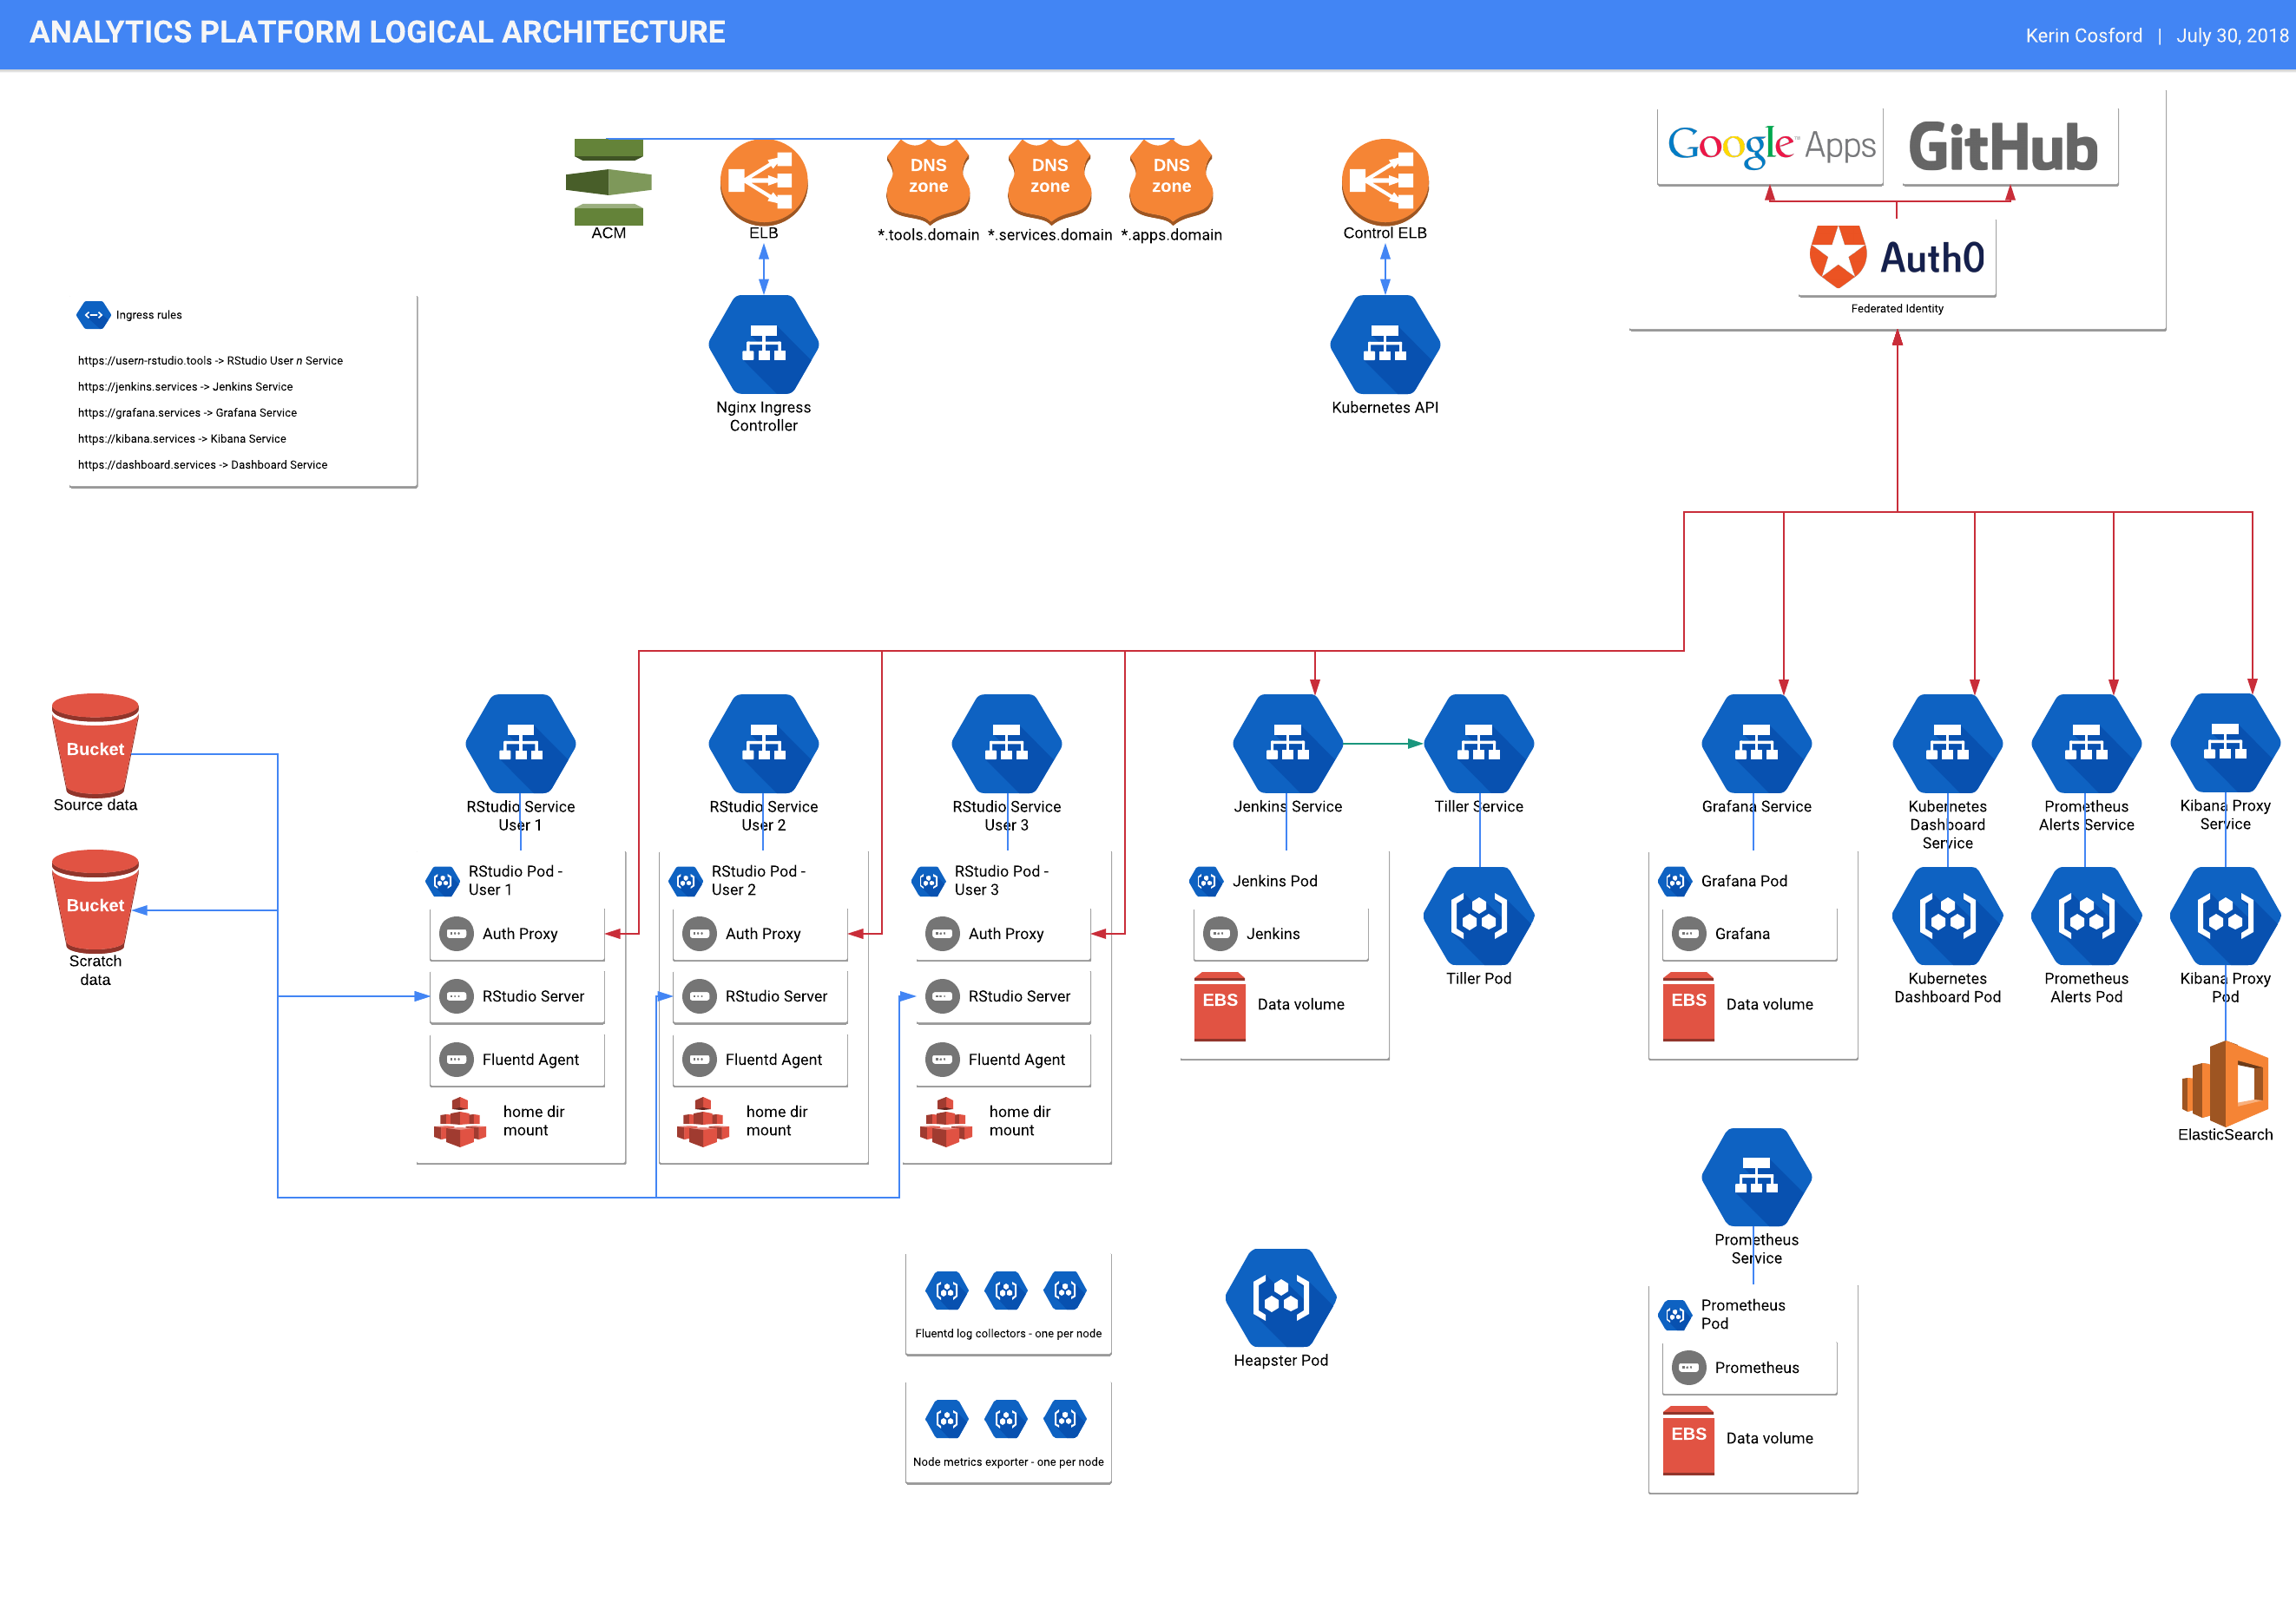 ANALYTICS PLATFORM LOGICAL ARCHITECTURE
Kerin Cosford | July 30, 2018
Google™ Apps
GitHub
Auth0
Federated Identity
ACM
ELB
DNS
zone
*.tools.domain
DNS
zone
*.services.domain
DNS
zone
*.apps.domain
Control ELB
Nginx Ingress
Controller
Kubernetes API
Ingress rules
https://usern-rstudio.tools -> RStudio User n Service
https://jenkins.services -> Jenkins Service
https://grafana.services -> Grafana Service
https://kibana.services -> Kibana Service
https://dashboard.services -> Dashboard Service
Bucket
Source data
Bucket
Scratch
data
RStudio Service
User 1
RStudio Pod -
User 1
Auth Proxy
RStudio Server
Fluentd Agent
home dir
mount
RStudio Service
User 2
RStudio Pod -
User 2
Auth Proxy
RStudio Server
Fluentd Agent
home dir
mount
RStudio Service
User 3
RStudio Pod -
User 3
Auth Proxy
RStudio Server
Fluentd Agent
home dir
mount
Jenkins Service
Jenkins Pod
Jenkins
EBS
Data volume
Tiller Service
Tiller Pod
Grafana Service
Grafana Pod
Grafana
EBS
Data volume
Kubernetes
Dashboard
Service
Kubernetes
Dashboard Pod
Prometheus
Alerts Service
Prometheus
Alerts Pod
Kibana Proxy
Service
Kibana Proxy
Pod
ElasticSearch
Fluentd log collectors - one per node
Node metrics exporter - one per node
Heapster Pod
Prometheus
Service
Prometheus
Pod
Prometheus
EBS
Data volume